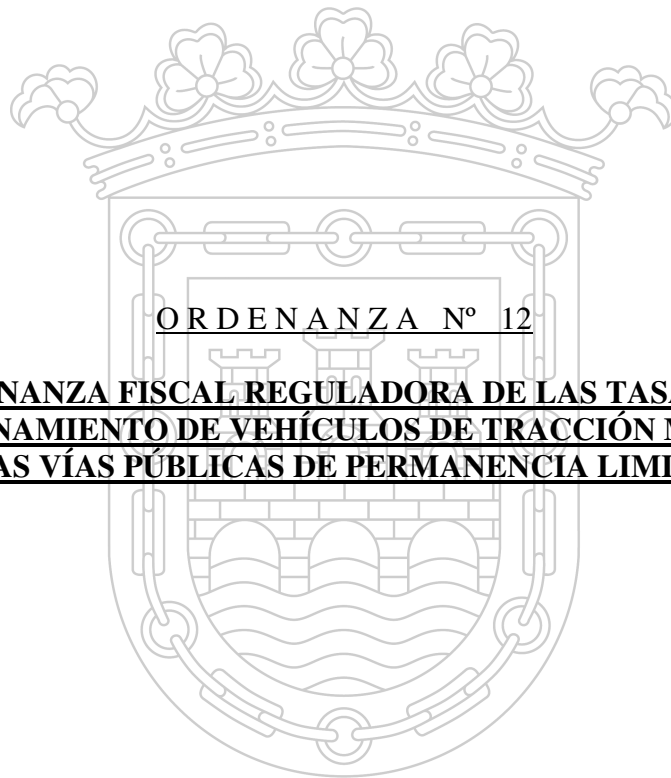 O R D E N A N Z A Nº 12
NANZA FISCAL REGULADORA DE LAS TAS
NAMIENTO DE VEHÍCULOS DE TRACCIÓN
AS VÍAS PÚBLICAS DE PERMANENCIA LIMI